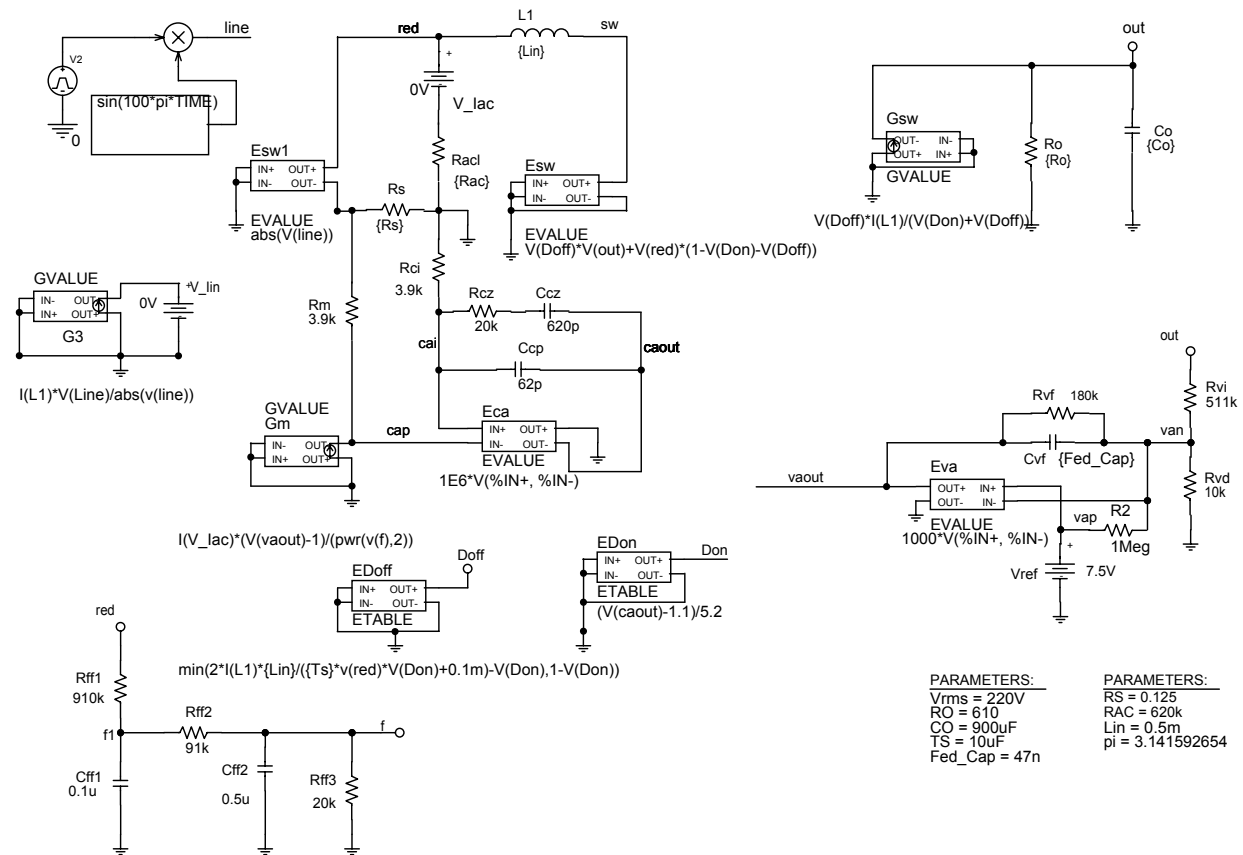 line
V2
sin(100*pi*TIME)
0
red
L1
{Lin}
sw
+
0V
V_Iac
Racl
{Rac}
Esw1
IN+ OUT+
IN- OUT-
EVALUE
abs(V(line))
Rs
{Rs}
Esw
IN+ OUT+
IN- OUT-
EVALUE
V(Doff)*V(out)+V(red)*(1-V(Don)-V(Doff))
out
Gsw
OUT- IN-
OUT+ IN+
GVALUE
Ro
{Ro}
Co
{Co}
V(Doff)*I(L1)/(V(Don)+V(Doff))
GVALUE
IN- OUT-
IN+ OUT+
G3
0V
+
V_lin
I(L1)*V(Line)/abs(v(line))
Rm
3.9k
Rci
3.9k
Rcz
20k
Ccz
620p
cai
Ccp
62p
caout
GVALUE
Gm
IN- OUT-
IN+ OUT+
cap
Eca
IN+ OUT+
IN- OUT-
EVALUE
1E6*V(%IN+, %IN-)
I(V_Iac)*(V(vaout)-1)/(pwr(v(f),2))
out
Rvi
511k
Rvf
180k
Cvf
{Fed_Cap}
van
vaout
Eva
OUT+ IN+
OUT- IN-
EVALUE
1000*V(%IN+, %IN-)
vap
R2
1Meg
Rvd
10k
+
Vref
7.5V
EDoff
IN+ OUT+
IN- OUT-
ETABLE
Doff
EDon
IN+ OUT+
IN- OUT-
ETABLE
Don
(V(caout)-1.1)/5.2
min(2*I(L1)*{Lin}/({Ts}*v(red)*V(Don)+0.1m)-V(Don),1-V(Don))
red
Rff1
910k
f1
Rff2
91k
f
Cff1
0.1u
Cff2
0.5u
Rff3
20k
PARAMETERS:
Vrms = 220V
RO = 610
CO = 900uF
TS = 10uF
Fed_Cap = 47n
PARAMETERS:
RS = 0.125
RAC = 620k
Lin = 0.5m
pi = 3.141592654